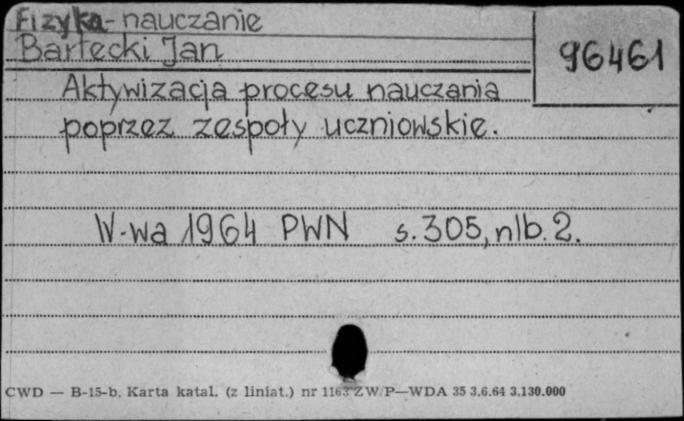 Fizyka - nauczanie
Bartecki Jan
96461
Aktywizacja procesu nauczania
poprzez zespoły uczniowskie.
W-wa 1964 PWN s. 305, nlb. 2.
CWD — B-15-b. Karta katal. (z liniat.) nr 1163 ZW/P—WDA 35 3.6.64 3.130.000